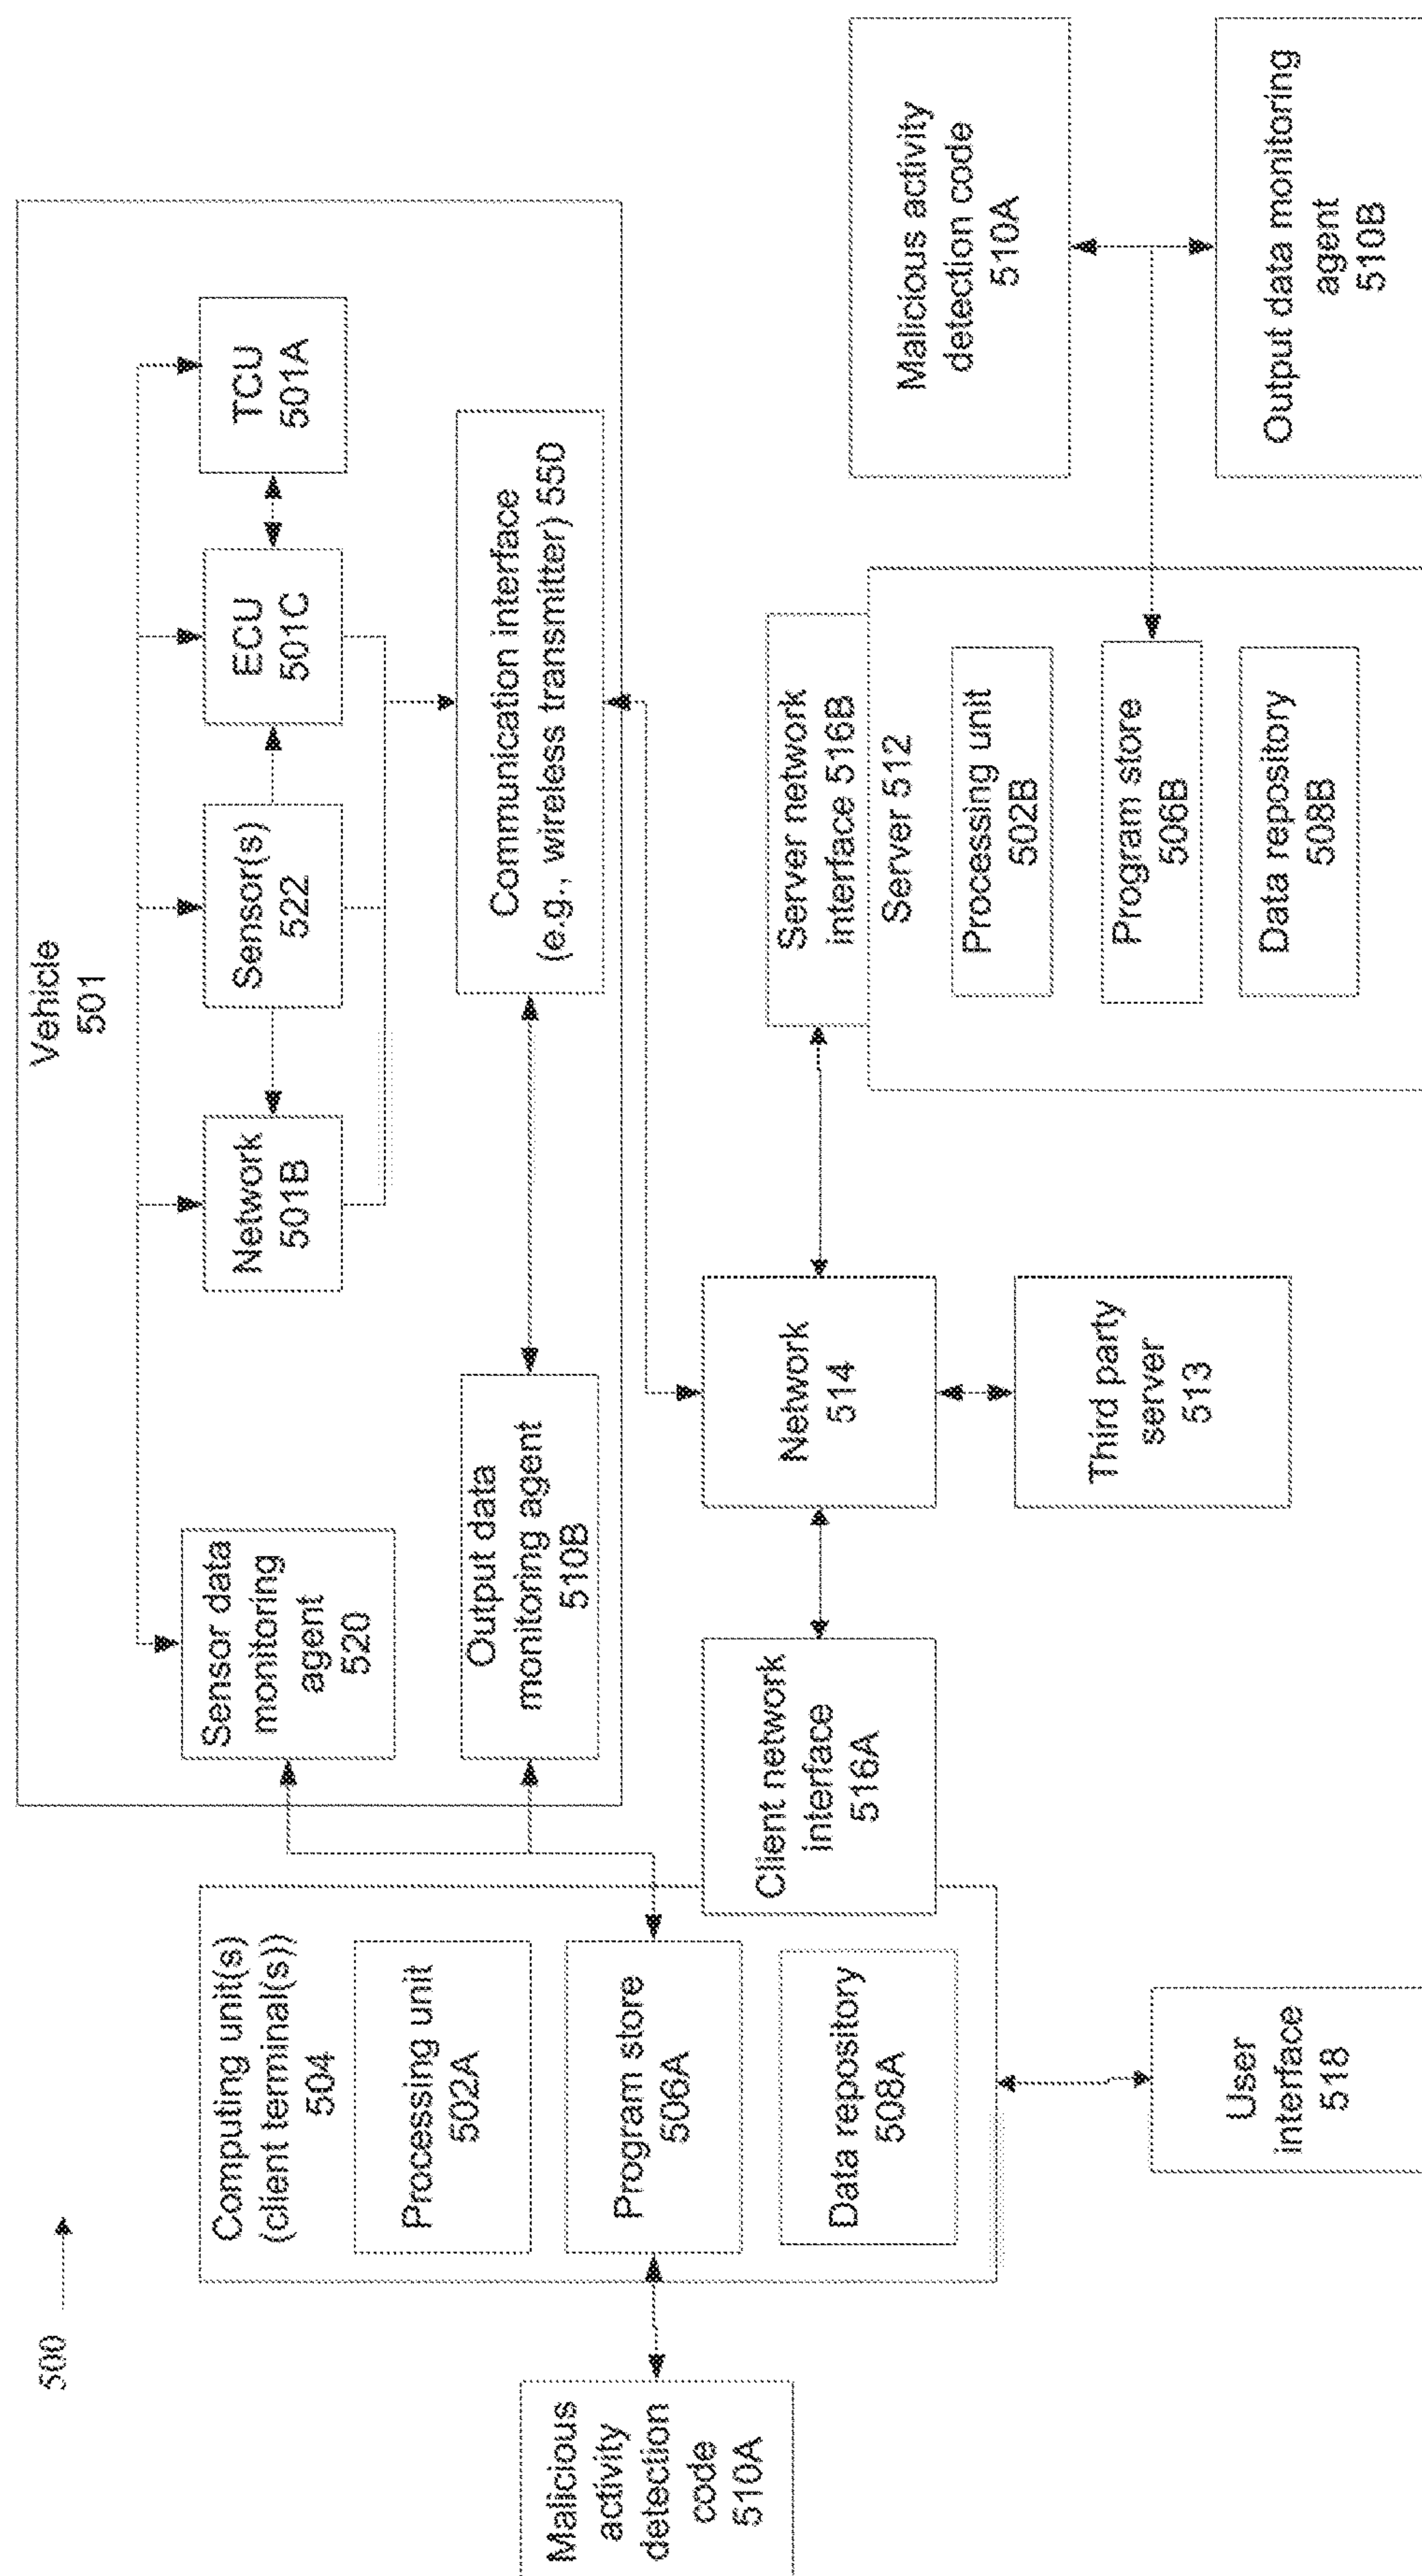 500
Vehicle
501
Sensor data
monitoring
agent
520
Network
501B
Sensor(s)
522
ECU
501C
TCU
501A
Output data
monitoring agent
510B
Communication interface
(e.g., wireless transmitter) 550
Computing unit(s)
(client terminal(s))
504
Processing unit
502A
Program store
506A
Data repository
508A
Malicious
activity
detection
code
510A
Client network
interface
516A
User
interface
518
Network
514
Third party
server
513
Server network
interface 516B
Server 512
Processing unit
502B
Program store
506B
Data repository
508B
Malicious activity
detection code
510A
Output data monitoring
agent
510B